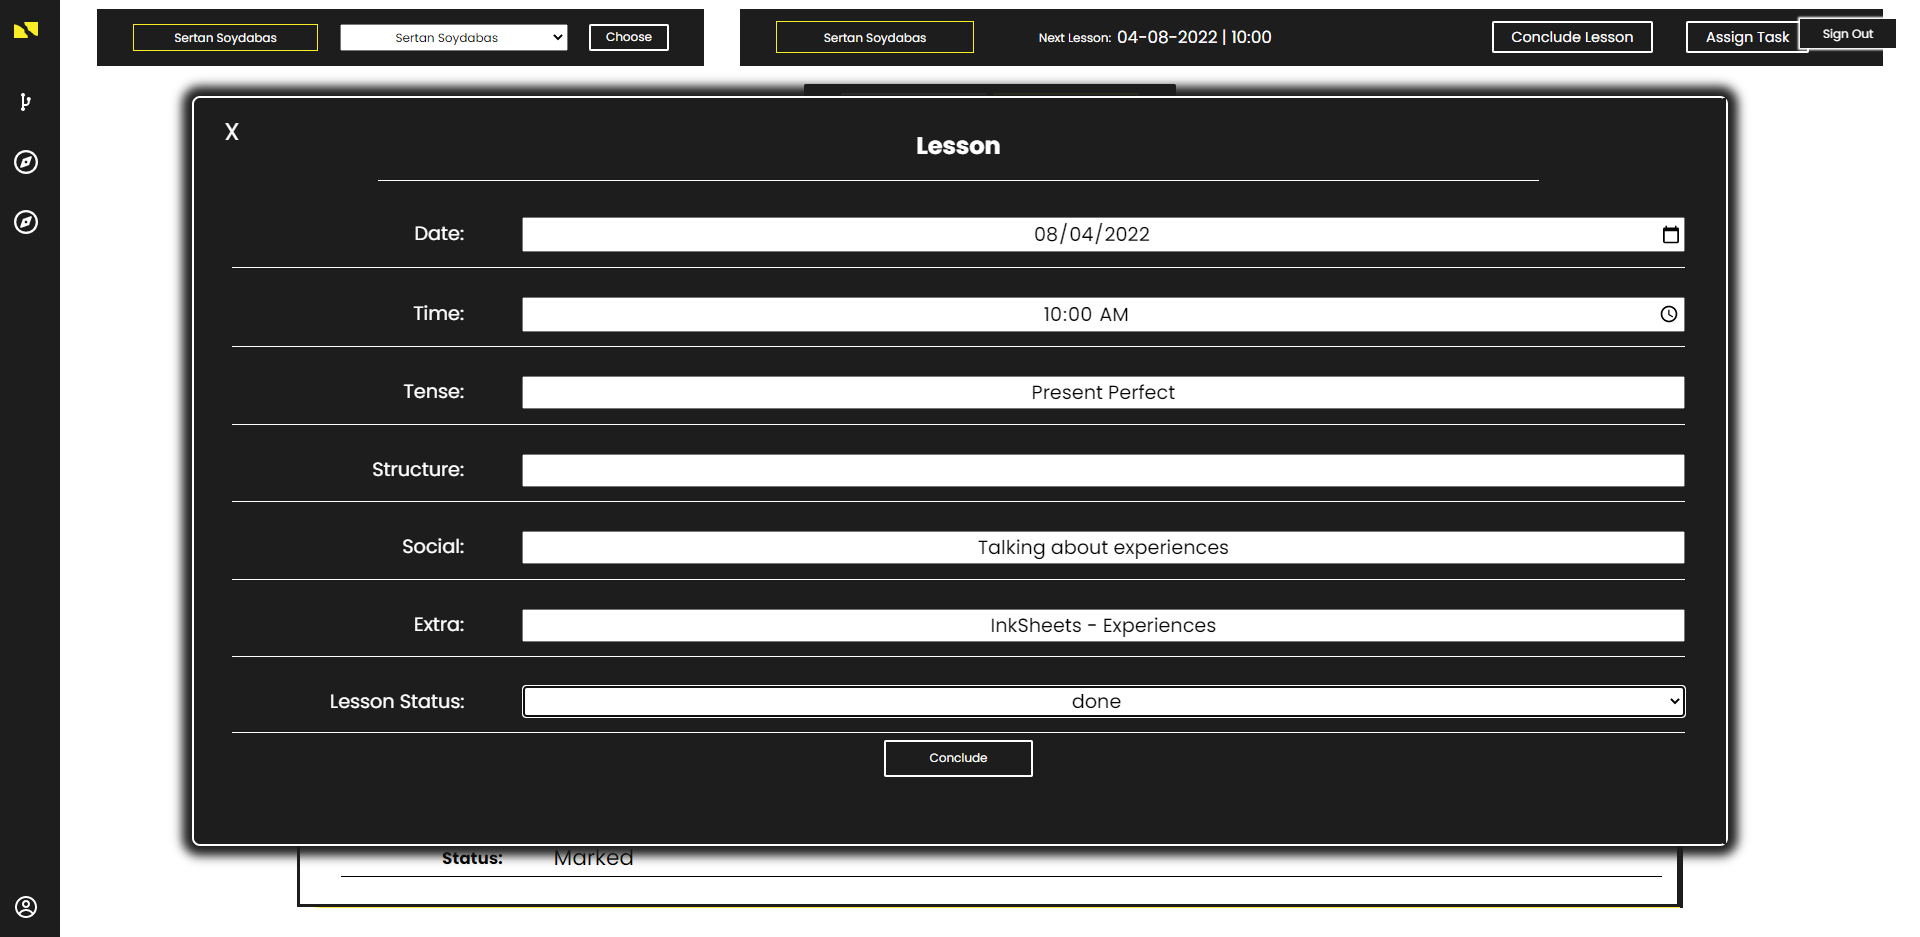 Sertan Soydabas
Sertan Soydabas
Choose
Sertan Soydabas
Next Lesson: 04-08-2022 | 10:00
Conclude Lesson
Assign Task
Sign Out
X
Lesson
Date: 08/04/2022
Time: 10:00 AM
Tense: Present Perfect
Structure:
Social: Talking about experiences
Extra: InkSheets - Experiences
Lesson Status: done
Conclude
Status: Marked